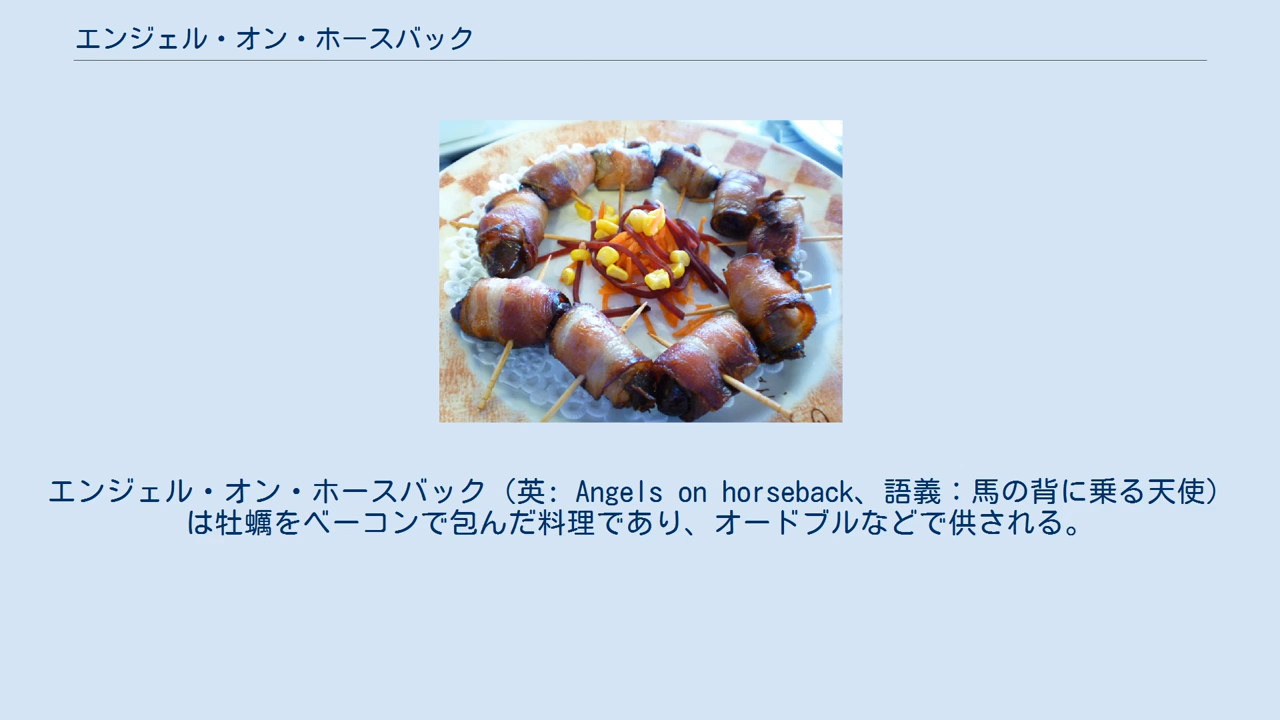 エンジェル・オン・ホースバック
エンジェル・オン・ホースバック（英: Angels on horseback、語義：馬の背に乗る天使）
は牡蠣をベーコンで包んだ料理であり、オードブルなどで供される。